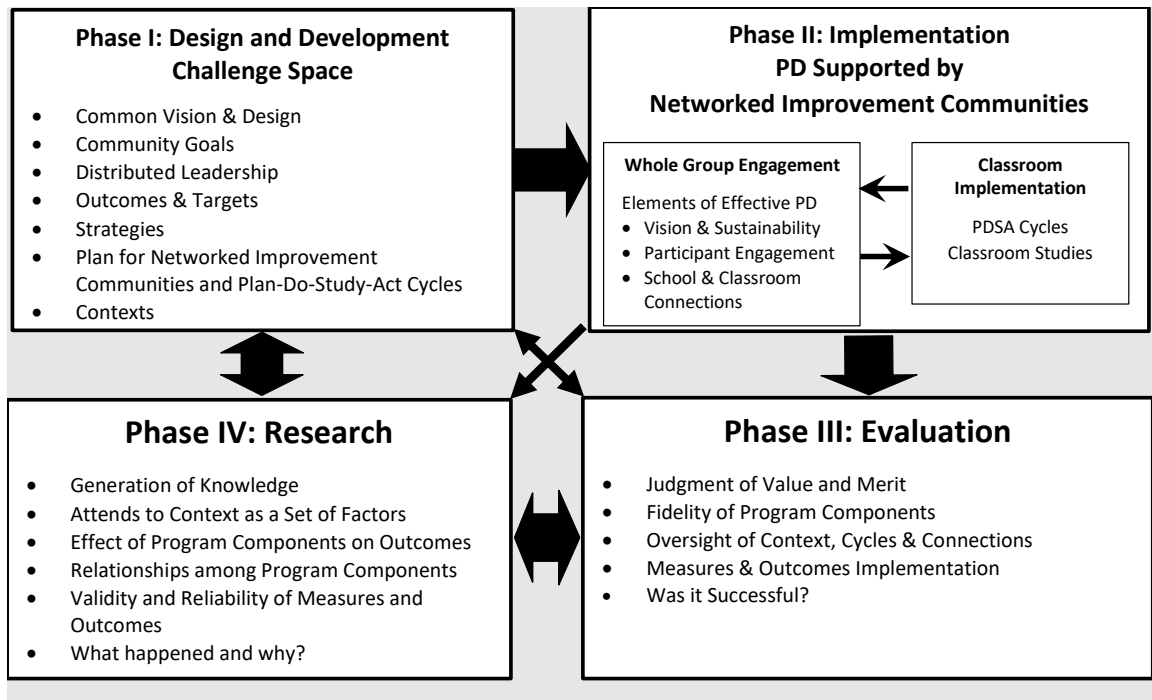 Phase I: Design and Development
Challenge Space
• Common Vision & Design
• Community Goals
• Distributed Leadership
• Outcomes & Targets
• Strategies
• Plan for Networked Improvement
Communities and Plan-Do-Study-Act Cycles
• Contexts
Phase II: Implementation
PD Supported by
Networked Improvement Communities
Whole Group Engagement
Elements of Effective PD
• Vision & Sustainability
• Participant Engagement
• School & Classroom
Connections
Classroom
Implementation
PDSA Cycles
Classroom Studies
Phase IV: Research
• Generation of Knowledge
• Attends to Context as a Set of Factors
• Effect of Program Components on Outcomes
• Relationships among Program Components
• Validity and Reliability of Measures and
Outcomes
• What happened and why?
Phase III: Evaluation
• Judgment of Value and Merit
• Fidelity of Program Components
• Oversight of Context, Cycles & Connections
• Measures & Outcomes Implementation
• Was it Successful?